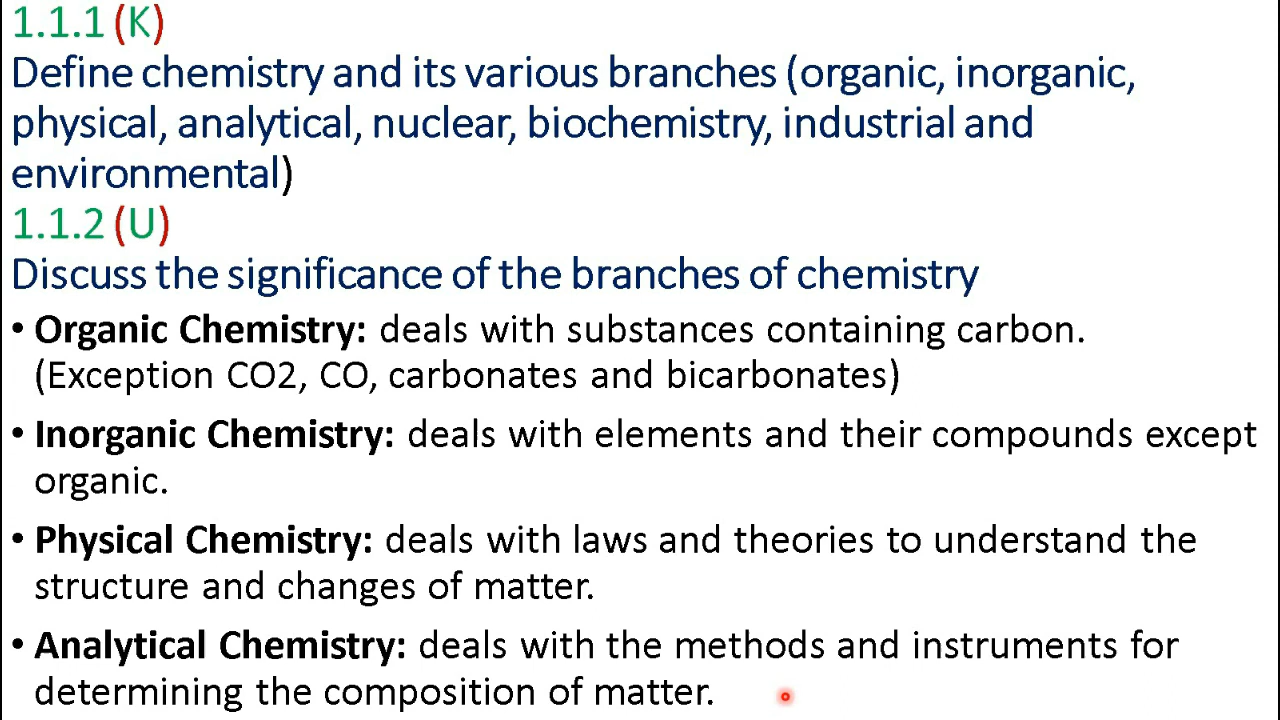 1.1.1 (K)
Define chemistry and its various branches (organic, inorganic,
physical, analytical, nuclear, biochemistry, industrial and
environmental)
1.1.2 (U)
Discuss the significance of the branches of chemistry
• Organic Chemistry: deals with substances containing carbon.
(Exception CO2, CO, carbonates and bicarbonates)
• Inorganic Chemistry: deals with elements and their compounds except
organic.
• Physical Chemistry: deals with laws and theories to understand the
structure and changes of matter.
• Analytical Chemistry: deals with the methods and instruments for
determining the composition of matter.